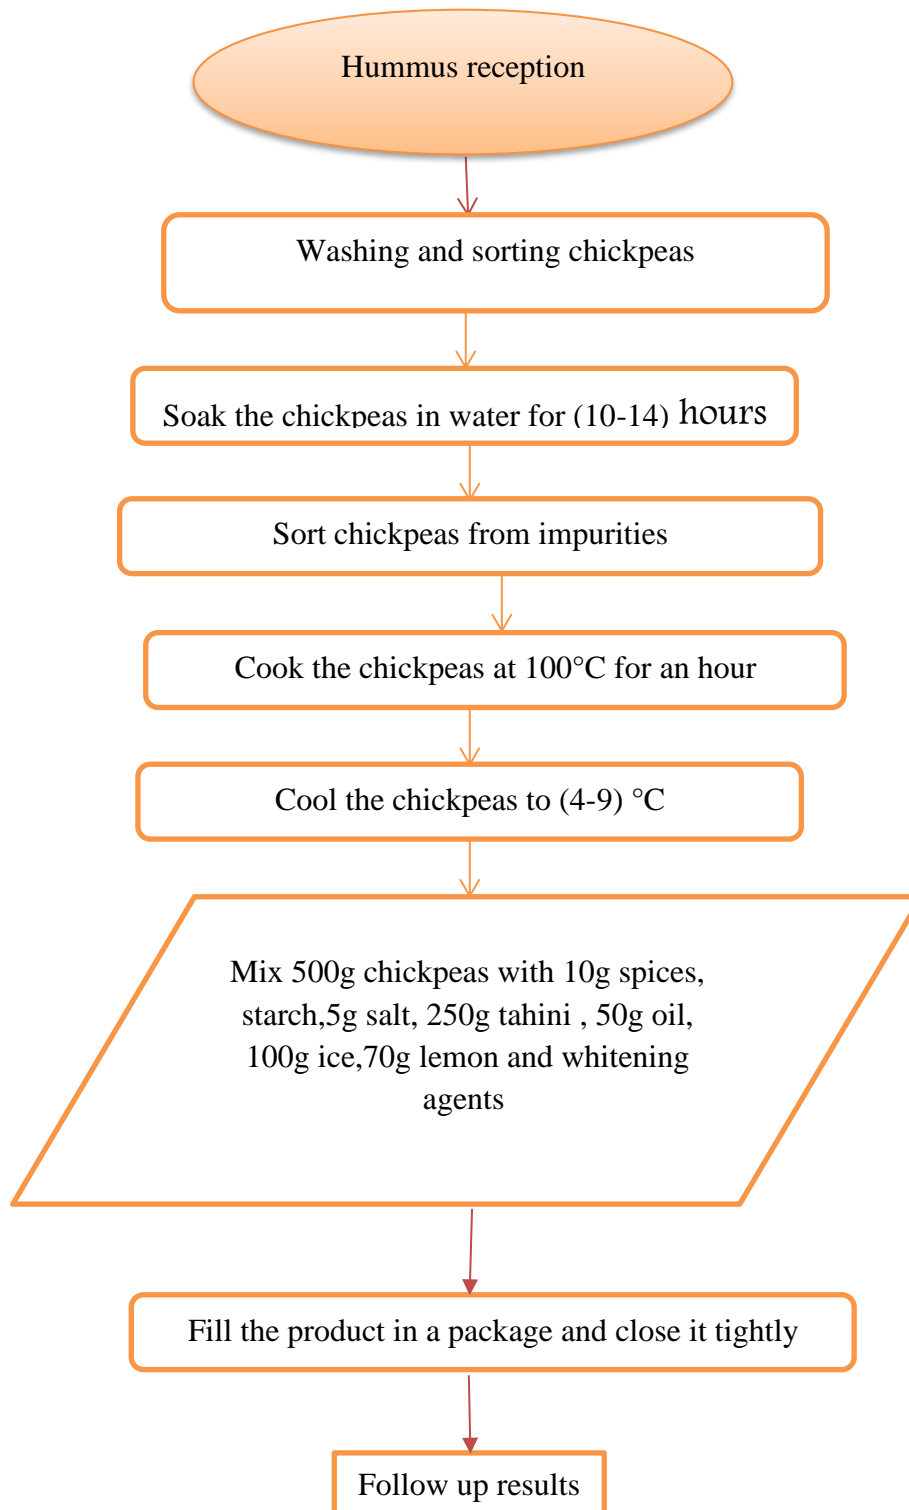 Hummus reception
Washing and sorting chickpeas
Soak the chickpeas in water for (10-14) hours
Sort chickpeas from impurities
Cook the chickpeas at 100°C for an hour
Cool the chickpeas to (4-9) °C
Mix 500g chickpeas with 10g spices,
starch,5g salt, 250g tahini , 50g oil,
100g ice,70g lemon and whitening
agents
Fill the product in a package and close it tightly
Follow up results